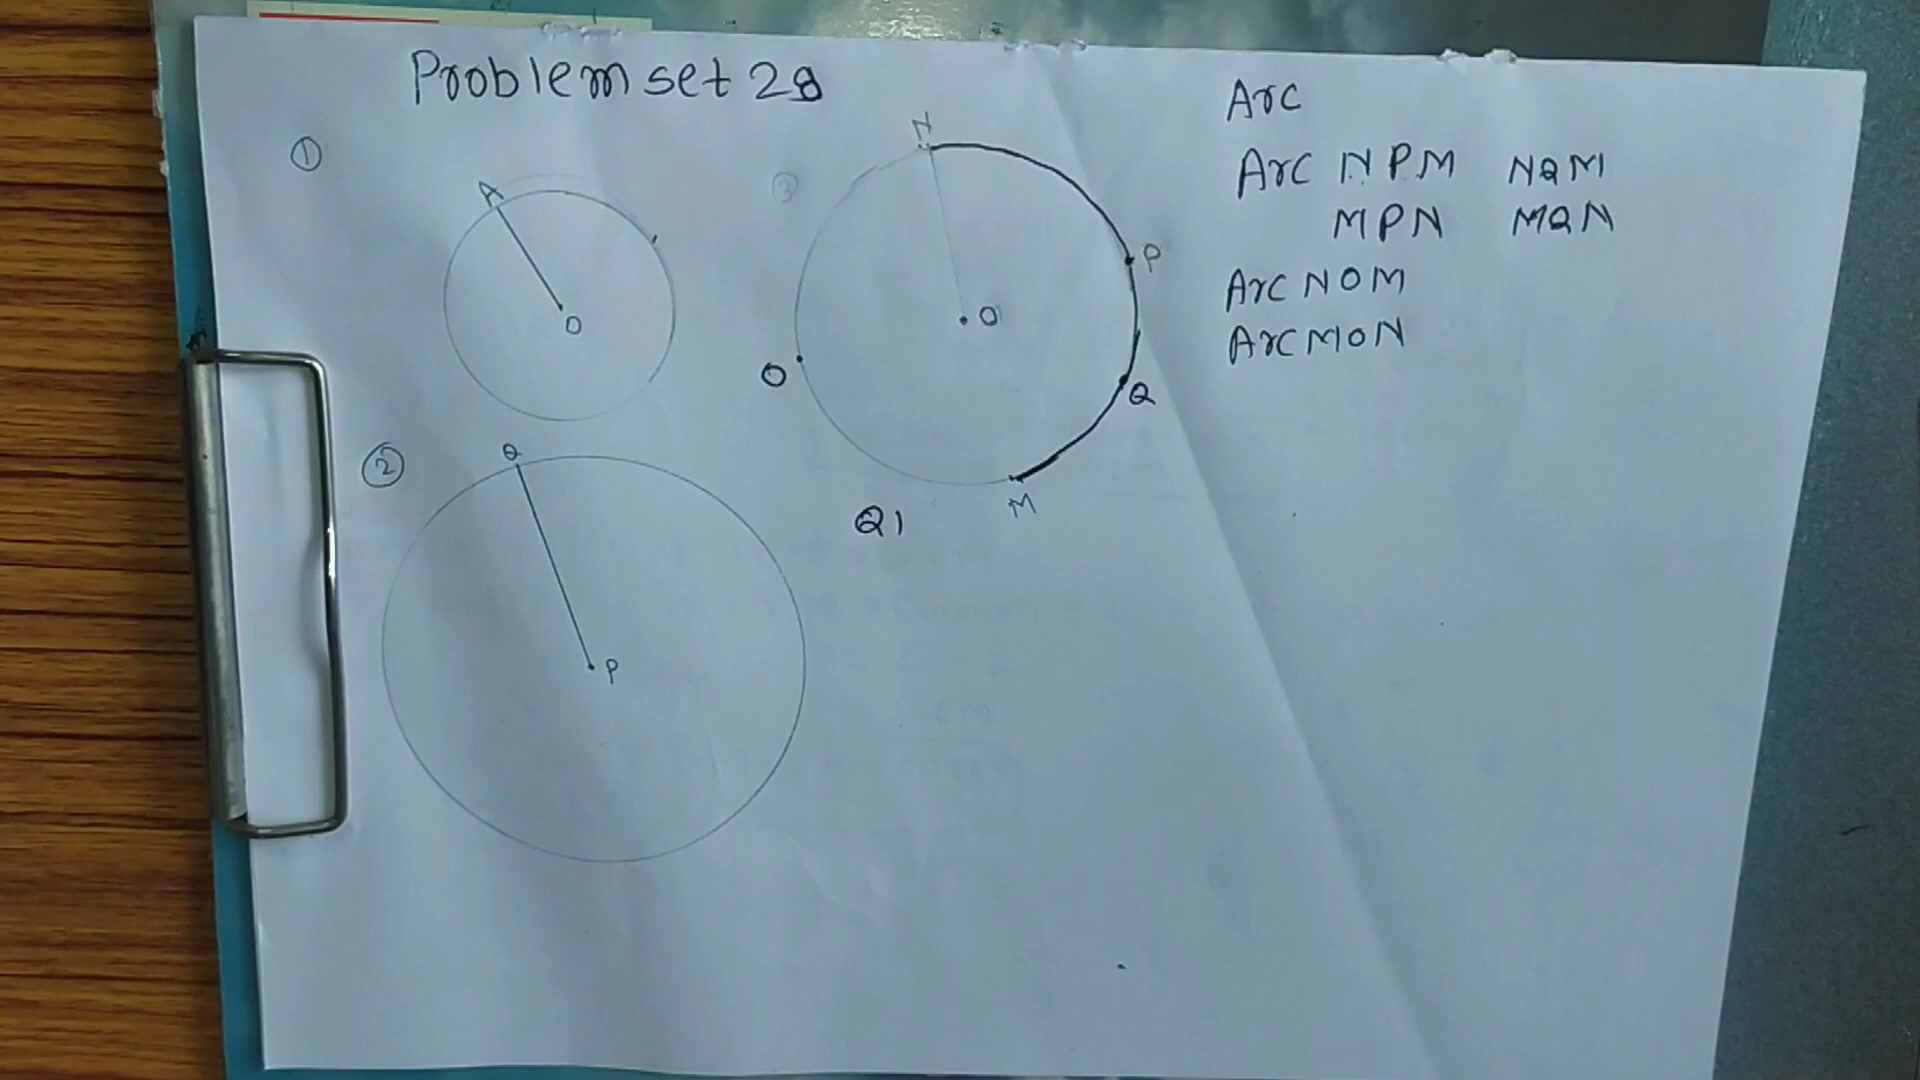 Problem set 28
①
A
O
②
Q
P
③
N
P
O
O
Q
M
Q1
Arc
Arc NPM NQM
MPN MQN
Arc NOM
Arc MON